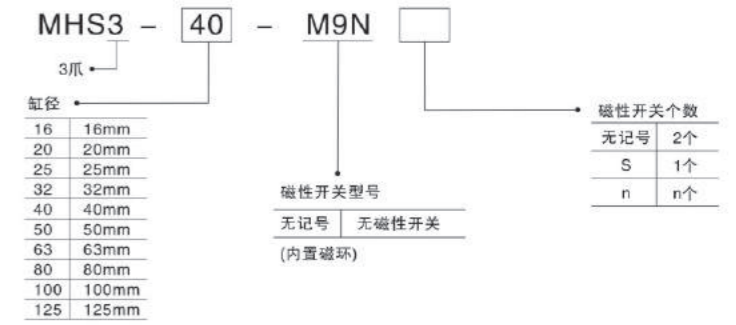 MHS3 - 40 - M9N
3爪
缸径
16 16mm
20 20mm
25 25mm
32 32mm
40 40mm
50 50mm
63 63mm
80 80mm
100 100mm
125 125mm
磁性开关型号
无记号 无磁性开关
(内置磁环)
磁性开关个数
无记号 2个
S 1个
n n个